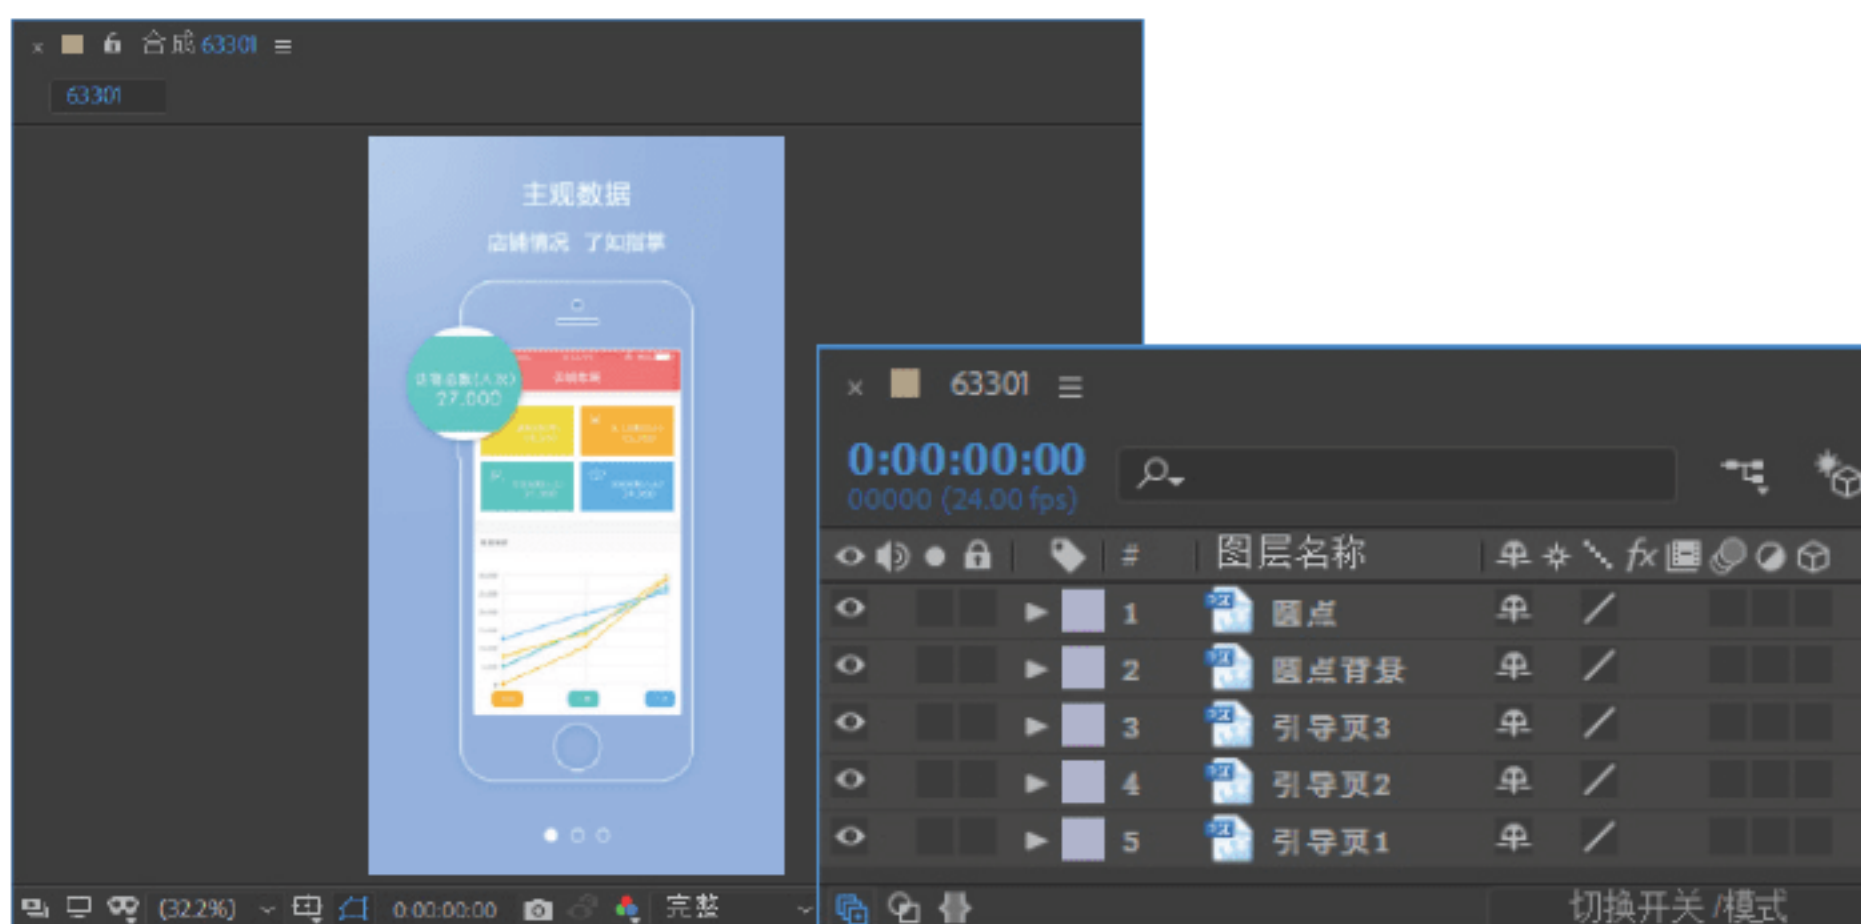 合成 63301
63301
主观数据
店铺情况 了如指掌
27,000
(32.2%)
0:00:00:00
完整
63301
0:00:00:00
00000 (24.00 fps)
# 图层名称 fx
1 圆点
2 圆点背景
3 引导页3
4 引导页2
5 引导页1
切换开关/模式